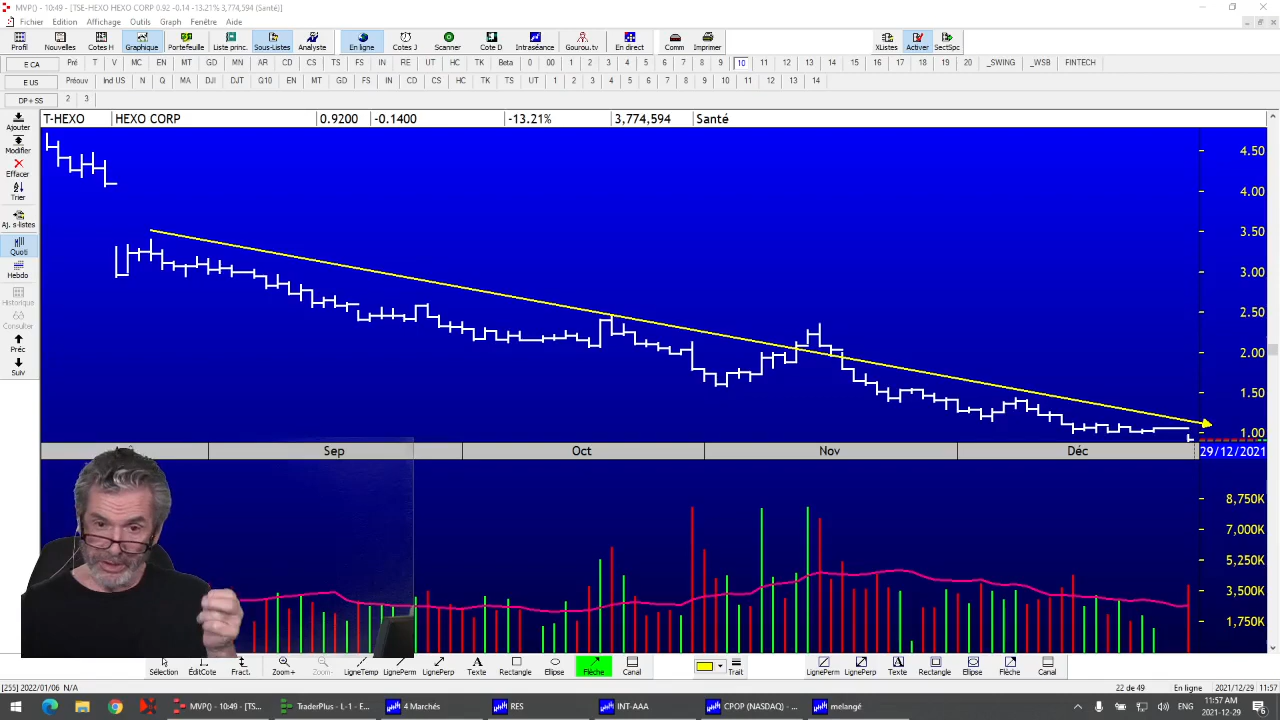 MVP() - 10:49 - [TSE-HEXO HEXO CORP 0.92 -0.14 -13.21% 3,774,594 (Santé)]
Fichier Edition Affichage Outils Graph Fenêtre Aide
Profil Nouvelles Cotes H Graphique Portefeuille Liste princ. Sous-Listes Analyste En ligne Cotes J Scanner Cote D Intraséance Gourou.tv En direct Comm Imprimer XListes Activer SectSpc
E CA Pré T V MC EN MT GD MN AR CD CS TS FS IN RE UT HC TK Beta 0 00 1 2 3 4 5 6 7 8 9 10 11 12 13 14 15 16 17 18 19 20 _SWING _WSB FINTECH
E US Préouv Ind US N Q MA DJI DJT Q10 EN MT GD FS IN CD CS HC TK TS UT 1 2 3 4 5 6 7 8 9 10 11 12 13 14
DP+SS 2 3
T-HEXO HEXO CORP 0.9200 -0.1400 -13.21% 3,774,594 Santé
Ajouter
Modifier
Effacer
Trier
Aj. s-listes
Quoti
Hebdo
Historique
Consulter
Préc
Suiv
4.50
4.00
3.50
3.00
2.50
2.00
1.50
1.00
Sep Oct Nov Déc 29/12/2021
8,750K
7,000K
5,250K
3,500K
1,750K
Sélection ÉditCote Fract. Zoom+ Zoom- LigneTemp LignePerm LignePerp Texte Rectangle Ellipse Flèche Canal Trait LignePerm LignePerp Texte Rectangle Ellipse Flèche Canal
[255] 2022/01/06 N/A 22 de 49 En ligne 2021/12/29 11:57
MVP() - [TS... TraderPlus - L-1 - E... 4 Marchés RES INT-AAA CPOP (NASDAQ) - ... melangé ENG 11:57 AM
2021-12-29 6